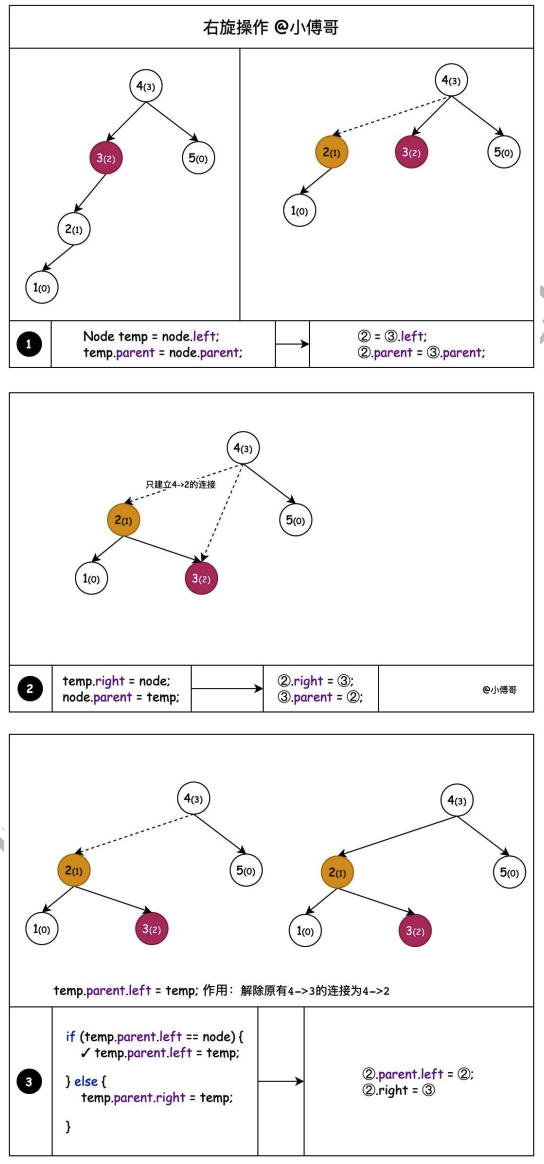 右旋操作 @小傅哥
4(3)
3(2)
5(0)
2(1)
1(0)
4(3)
2(1)
3(2)
5(0)
1(0)
1
Node temp = node.left;
temp.parent = node.parent;
② = ③.left;
②.parent = ③.parent;
4(3)
只建立4->2的连接
2(1)
5(0)
1(0)
3(2)
2
temp.right = node;
node.parent = temp;
②.right = ③;
③.parent = ②;
@小傅哥
4(3)
2(1)
5(0)
1(0)
3(2)
4(3)
2(1)
5(0)
1(0)
3(2)
temp.parent.left = temp; 作用：解除原有4->3的连接为4->2
3
if (temp.parent.left == node) {
✓ temp.parent.left = temp;
} else {
temp.parent.right = temp;
}
②.parent.left = ②;
②.right = ③